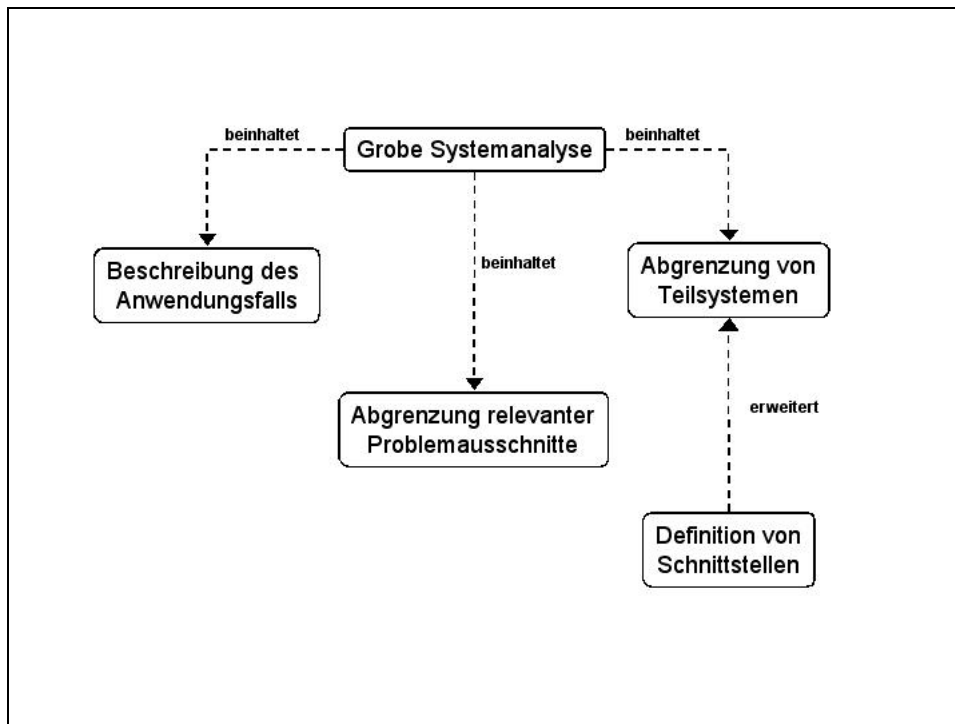 beinhaltet
beinhaltet
Grobe Systemanalyse
beinhaltet
Beschreibung des
Anwendungsfalls
Abgrenzung von
Teilsystemen
Abgrenzung relevanter
Problemausschnitte
erweitert
Definition von
Schnittstellen